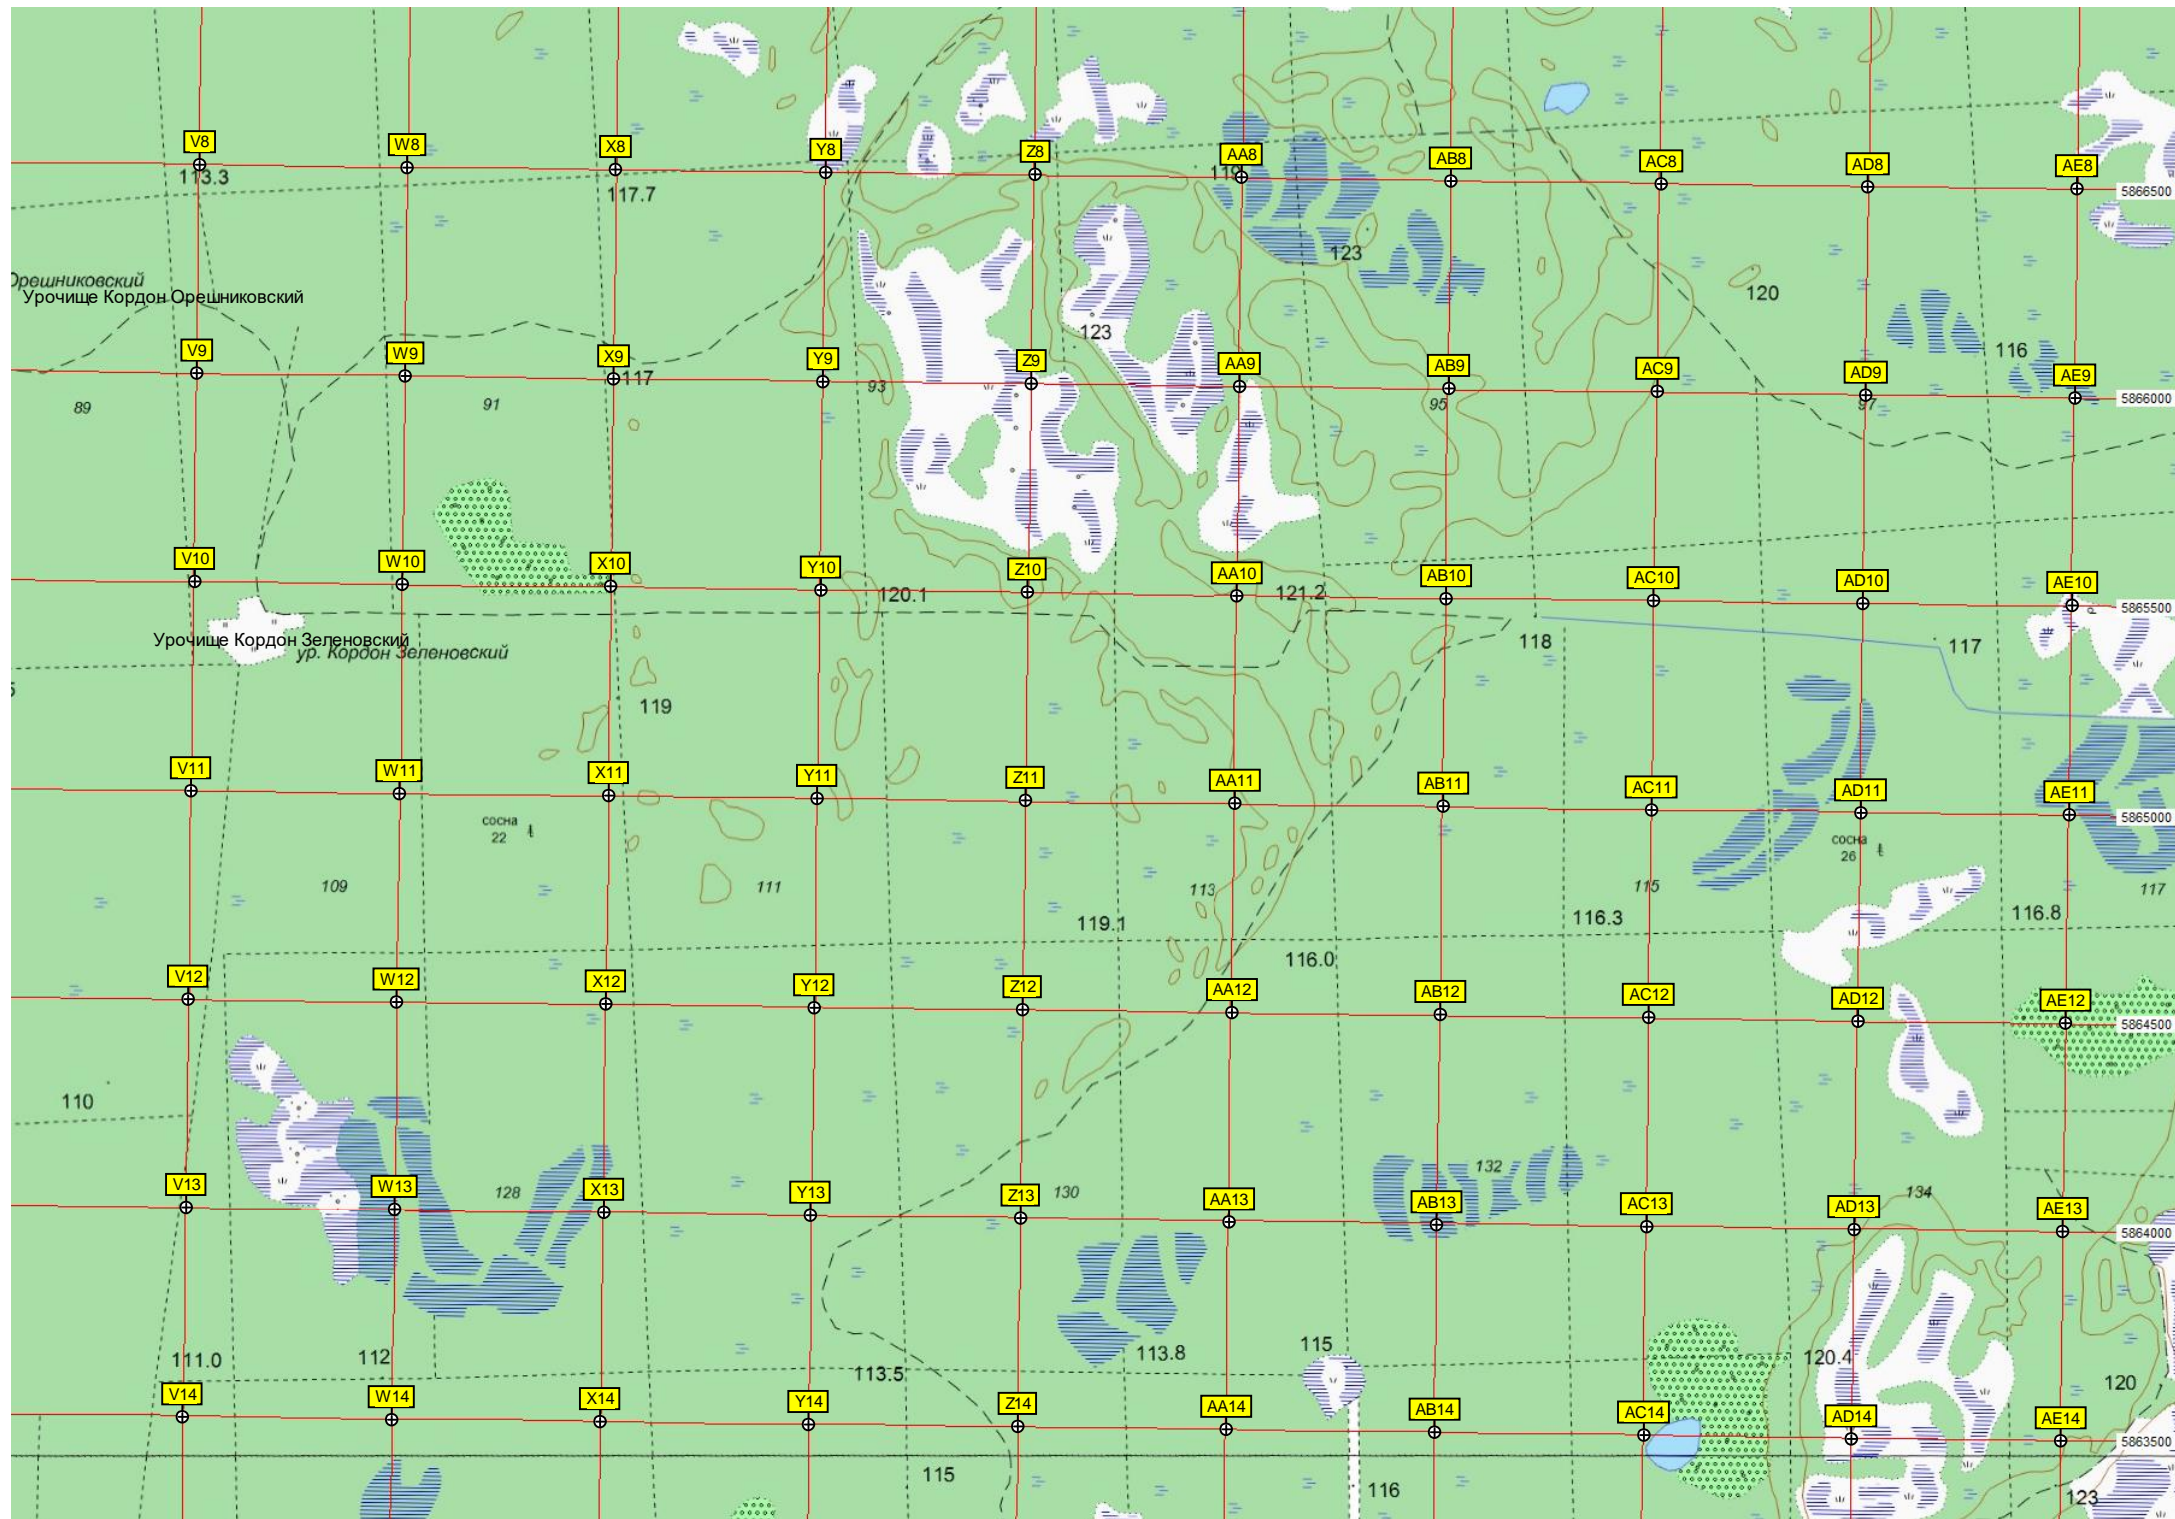 V8 W8 X8 Y8 Z8 AA8 AB8 AC8 AD8 AE8
113.3 117.7 5866500
123
Орешниковский
Урочище Кордон Орешниковский 120
123 116
V9 W9 X9 Y9 Z9 AA9 AB9 AC9 AD9 AE9
117 93 5866000
89 91 95 97
V10 W10 X10 Y10 Z10 AA10 AB10 AC10 AD10 AE10
120.1 121.2 5865500
Урочище Кордон Зеленовский 118 117
ур. Кордон Зеленовский
119
V11 W11 X11 Y11 Z11 AA11 AB11 AC11 AD11 AE11
5865000
сосна
22
сосна
26
109 111 113 115 117
119.1 116.3 116.8
116.0
V12 W12 X12 Y12 Z12 AA12 AB12 AC12 AD12 AE12
5864500
110
132
V13 W13 X13 Y13 Z13 AA13 AB13 AC13 AD13 AE13
128 130 134
5864000
111.0 112 113.5 113.8 115 120.4
120
V14 W14 X14 Y14 Z14 AA14 AB14 AC14 AD14 AE14
5863500
115 116 123